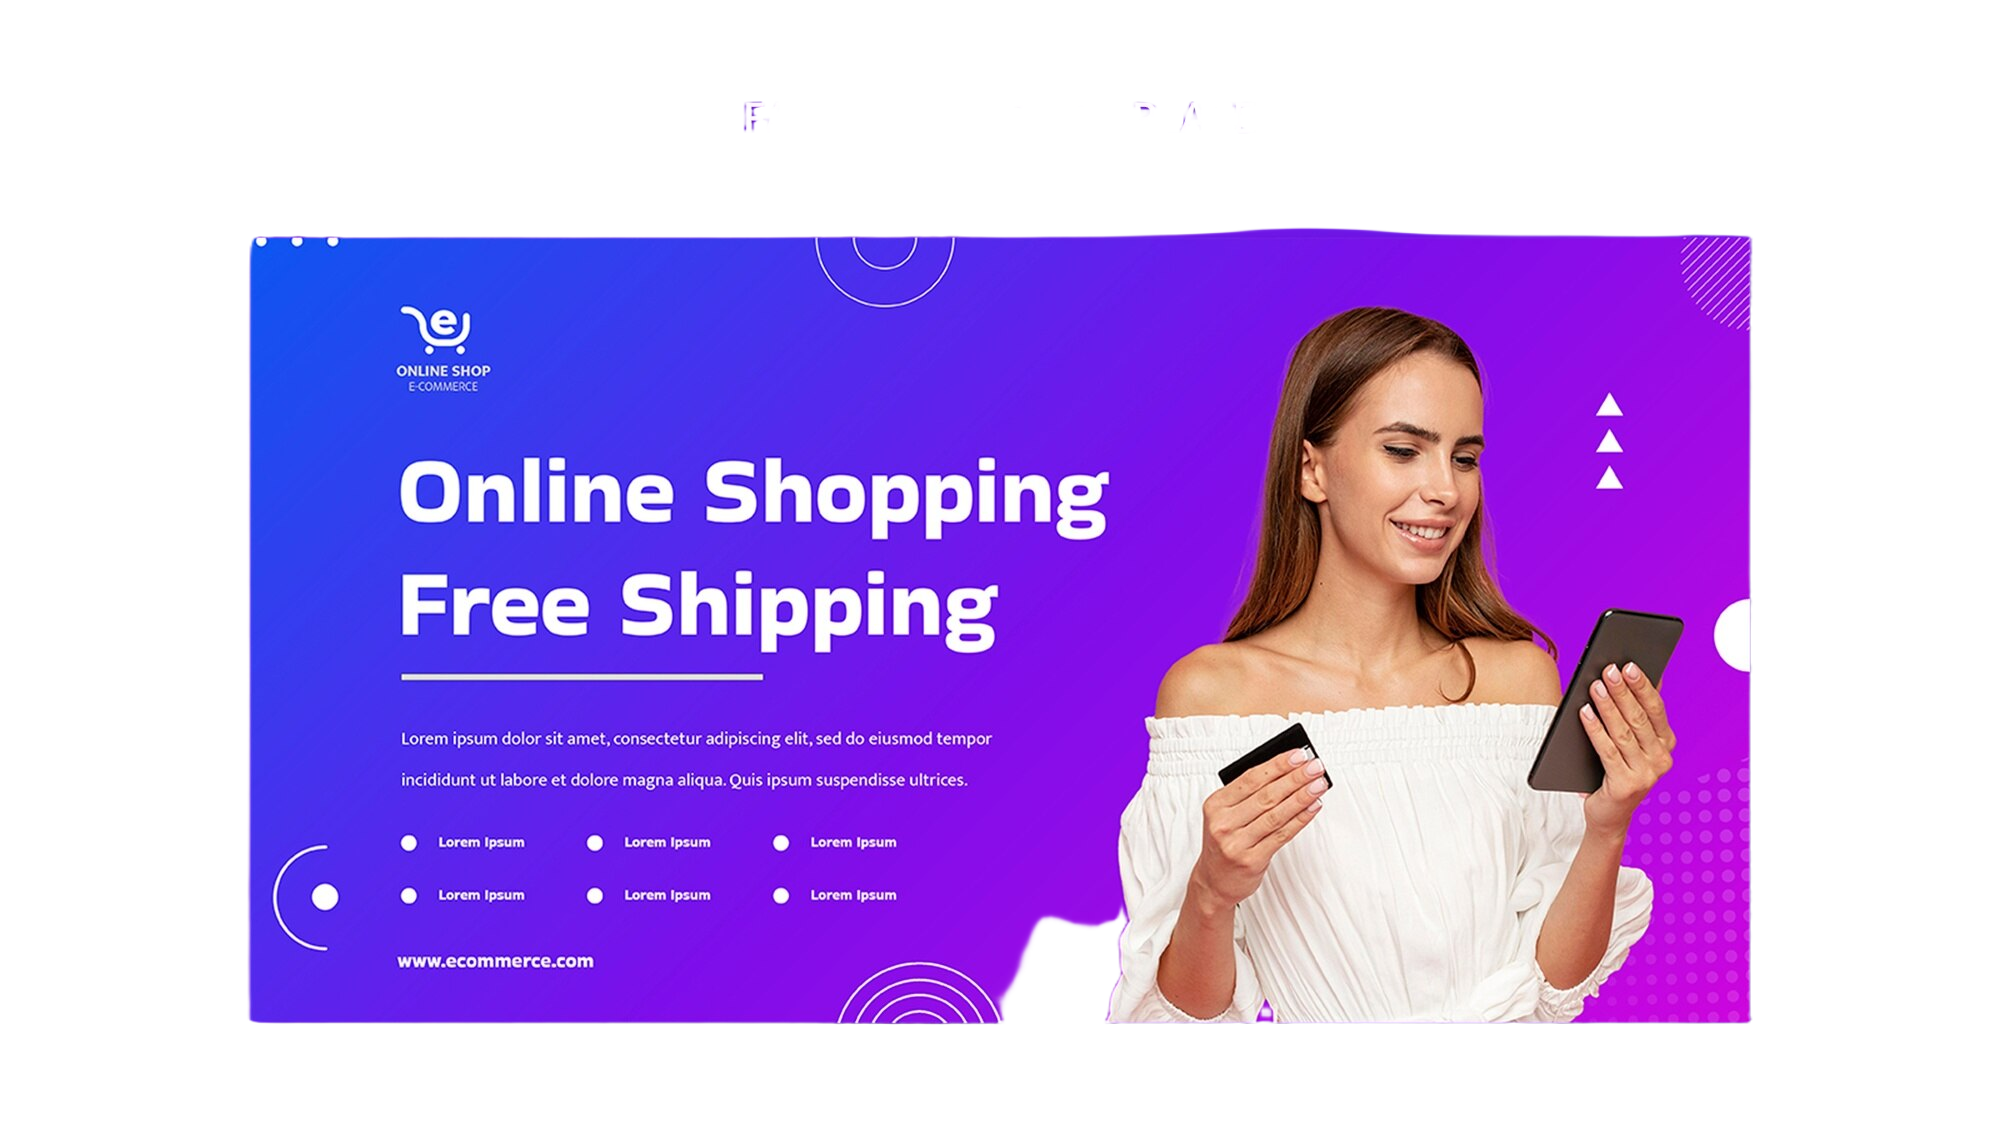 e
ONLINE SHOP
E-COMMERCE
Online Shopping
Free Shipping
Lorem ipsum dolor sit amet, consectetur adipiscing elit, sed do eiusmod tempor
incididunt ut labore et dolore magna aliqua. Quis ipsum suspendisse ultrices.
Lorem Ipsum Lorem Ipsum Lorem Ipsum
Lorem Ipsum Lorem Ipsum Lorem Ipsum
www.ecommerce.com